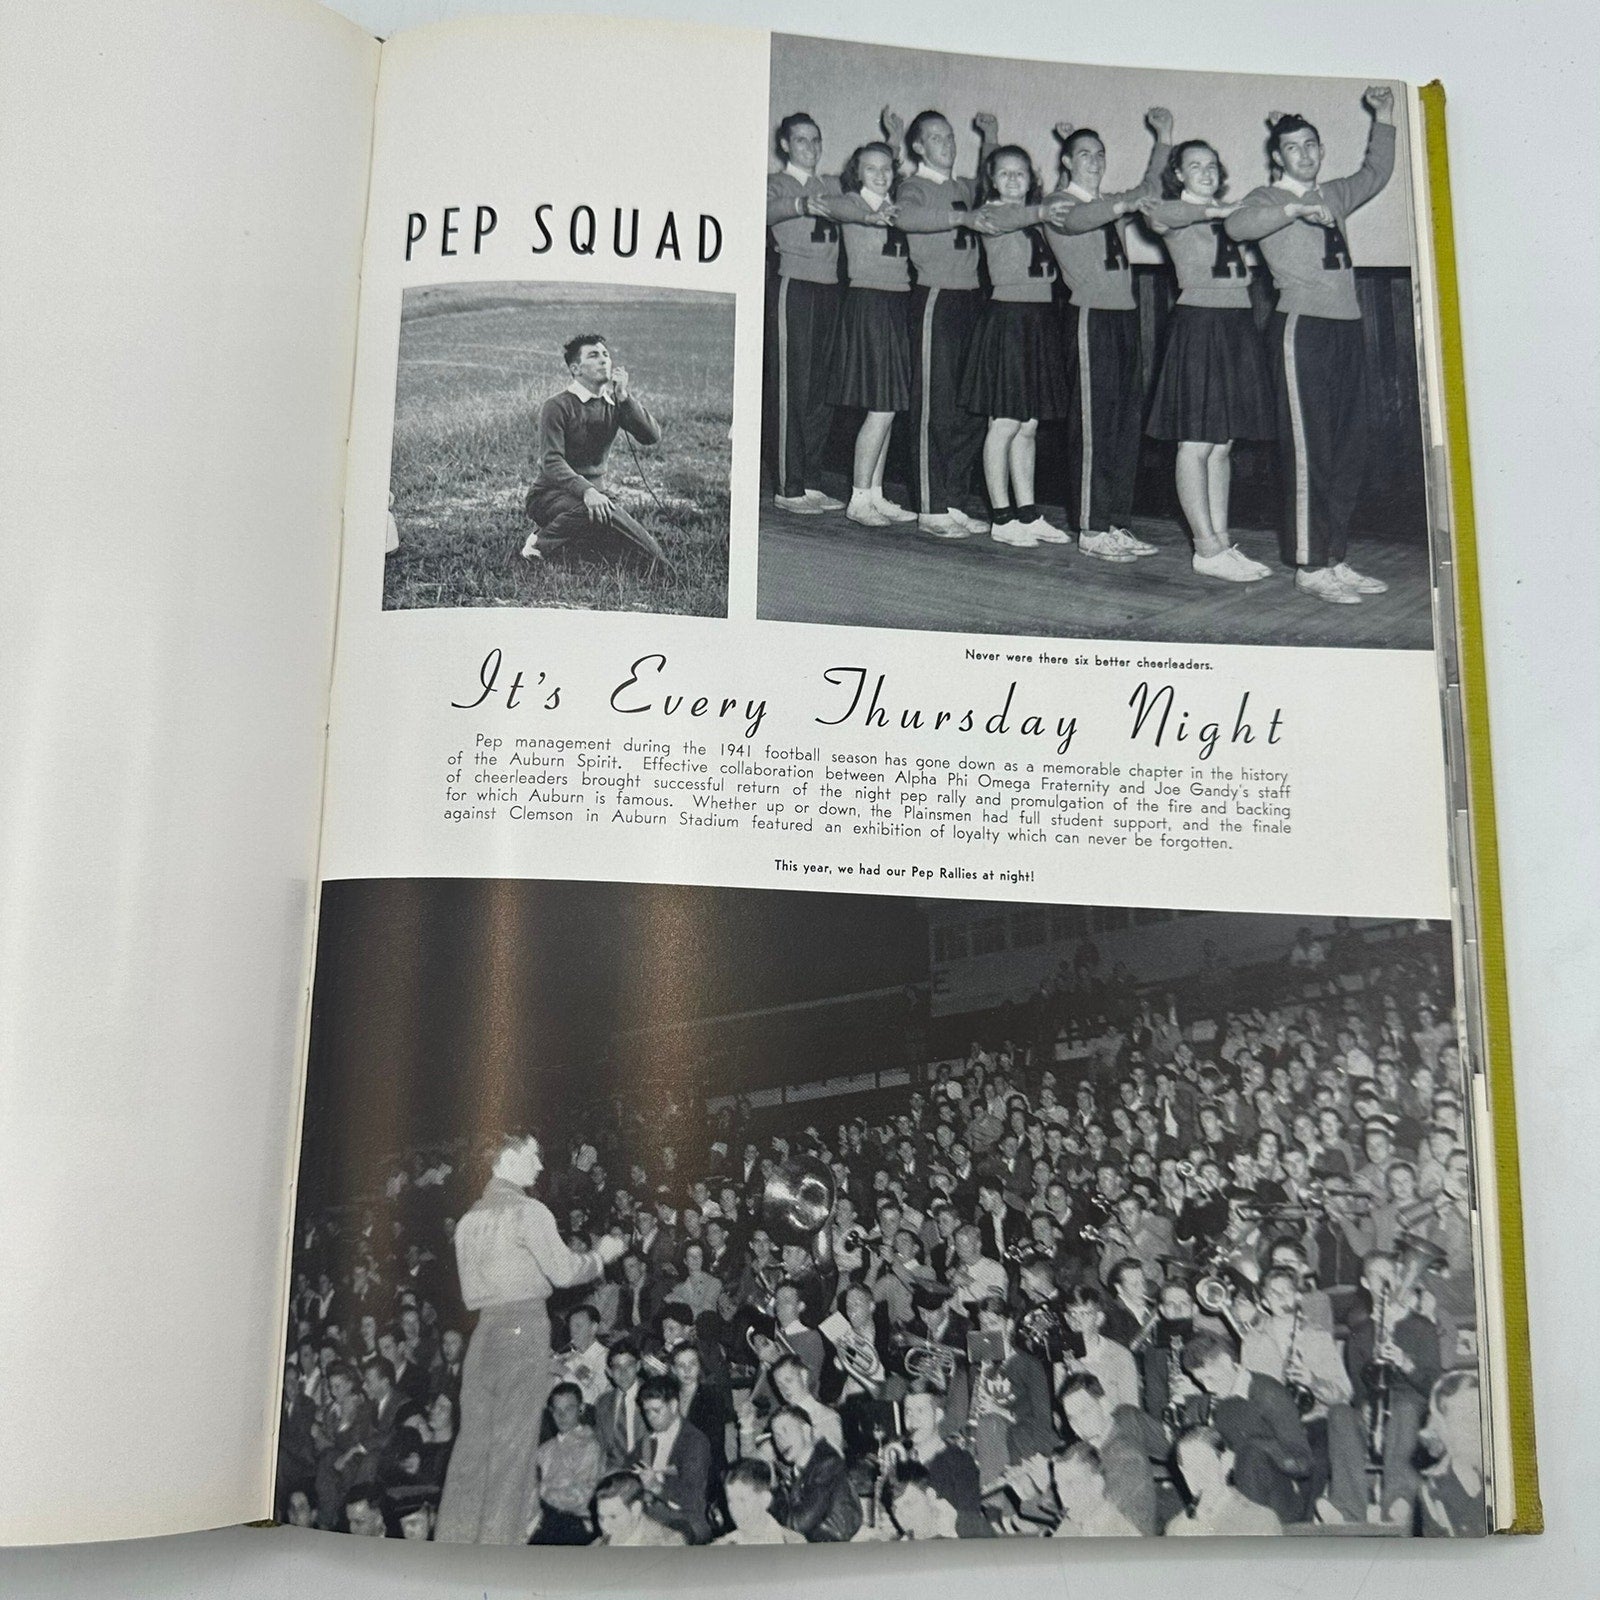 PEP SQUAD
A
A
A
A
A
A
A
Never were there six better cheerleaders.
It's Every Thursday Night
Pep management during the 1941 football season has gone down as a memorable chapter in the history
of the Auburn Spirit. Effective collaboration between Alpha Phi Omega Fraternity and Joe Gandy's staff
of cheerleaders brought successful return of the night pep rally and promulgation of the fire and backing
for which Auburn is famous. Whether up or down, the Plainsmen had full student support, and the finale
against Clemson in Auburn Stadium featured an exhibition of loyalty which can never be forgotten.
This year, we had our Pep Rallies at night!